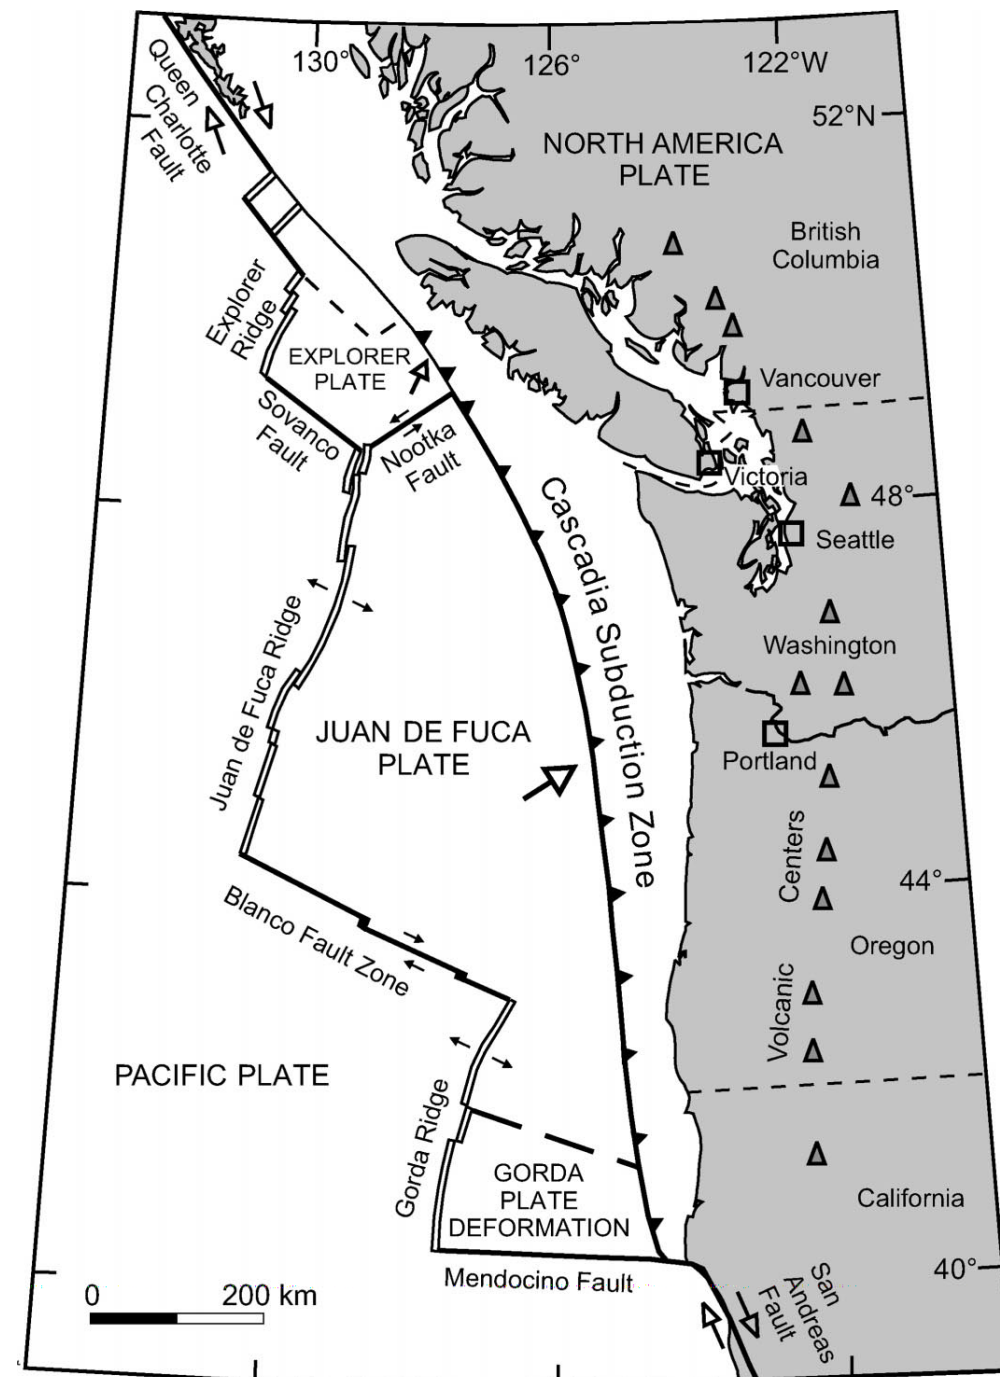 130°
126°
122°W
52°N
Queen
Charlotte
Fault
NORTH AMERICA
PLATE
British
Columbia
Explorer
Ridge
EXPLORER
PLATE
Vancouver
Sovanco
Fault
Nootka
Fault
Victoria
48°
Seattle
Cascadia Subduction Zone
Washington
Juan de Fuca Ridge
JUAN DE FUCA
PLATE
Portland
Volcanic Centers
44°
Blanco Fault Zone
Oregon
PACIFIC PLATE
Gorda Ridge
GORDA
PLATE
DEFORMATION
California
Mendocino Fault
40°
San
Andreas
Fault
0 200 km